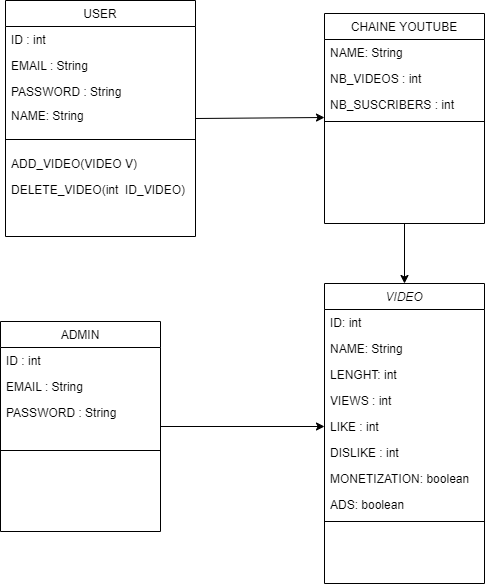 USER
ID : int
EMAIL : String
PASSWORD : String
NAME: String
ADD_VIDEO(VIDEO V)
DELETE_VIDEO(int ID_VIDEO)
CHAINE YOUTUBE
NAME: String
NB_VIDEOS : int
NB_SUSCRIBERS : int
ADMIN
ID : int
EMAIL : String
PASSWORD : String
VIDEO
ID: int
NAME: String
LENGHT: int
VIEWS : int
LIKE : int
DISLIKE : int
MONETIZATION: boolean
ADS: boolean